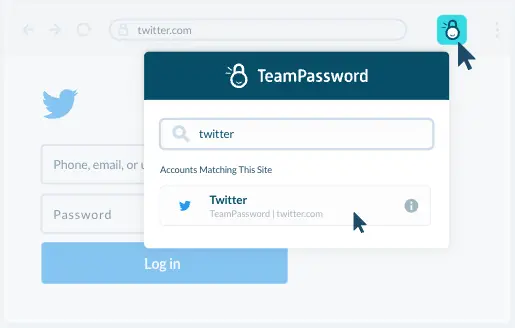 twitter.com
TeamPassword
twitter
Phone, email, or u
Accounts Matching This Site
Twitter
Password
TeamPassword | twitter.com
Log in